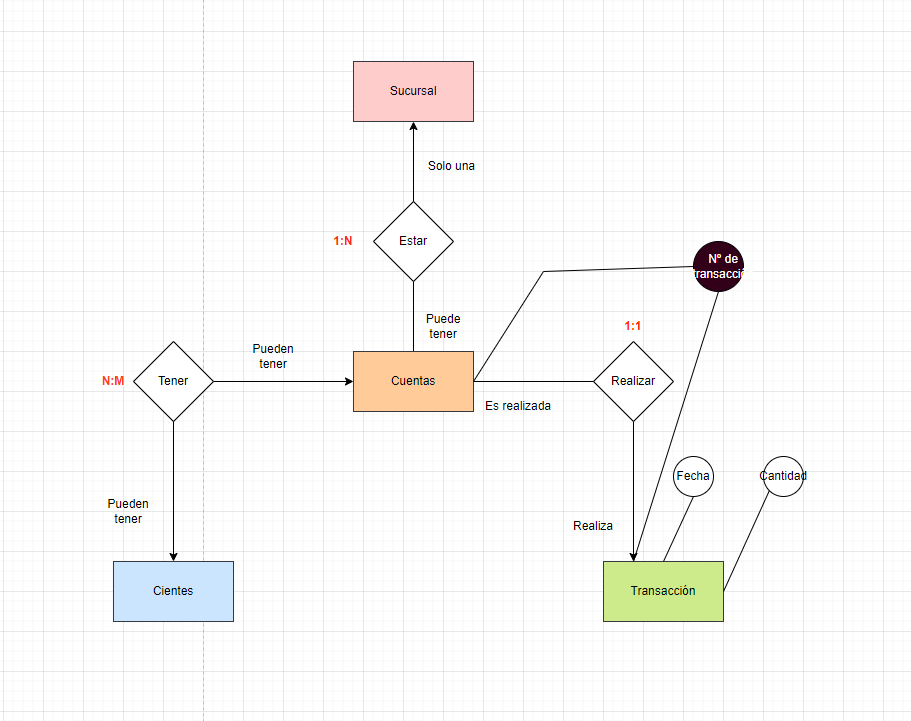 Sucursal
Solo una
1:N
Estar
Nº de
transacció
Puede
tener
1:1
Pueden
tener
N:M
Tener
Cuentas
Realizar
Es realizada
Fecha
Cantidad
Pueden
tener
Realiza
Cientes
Transacción